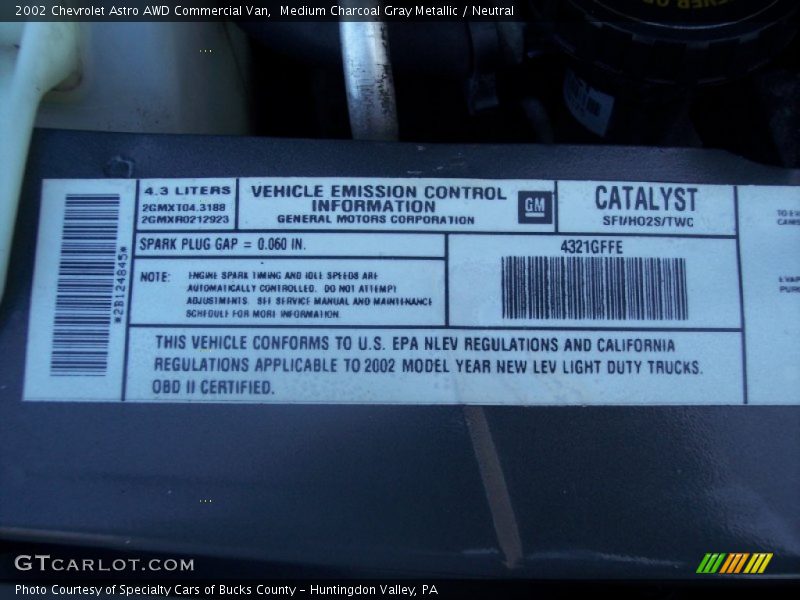 2002 Chevrolet Astro AWD Commercial Van, Medium Charcoal Gray Metallic / Neutral
4.3 LITERS
2GMXT04.3188
2GMXR0212923
VEHICLE EMISSION CONTROL
INFORMATION
GENERAL MOTORS CORPORATION
GM
CATALYST
SFI/HO2S/TWC
SPARK PLUG GAP = 0.060 IN.
4321GFFE
NOTE: ENGINE SPARK TIMING AND IDLE SPEEDS ARE
AUTOMATICALLY CONTROLLED. DO NOT ATTEMPT
ADJUSTMENTS. SEE SERVICE MANUAL AND MAINTENANCE
SCHEDULE FOR MORE INFORMATION.
*2B124845*
THIS VEHICLE CONFORMS TO U.S. EPA NLEV REGULATIONS AND CALIFORNIA
REGULATIONS APPLICABLE TO 2002 MODEL YEAR NEW LEV LIGHT DUTY TRUCKS.
OBD II CERTIFIED.
GTCARLOT.COM
Photo Courtesy of Specialty Cars of Bucks County - Huntingdon Valley, PA